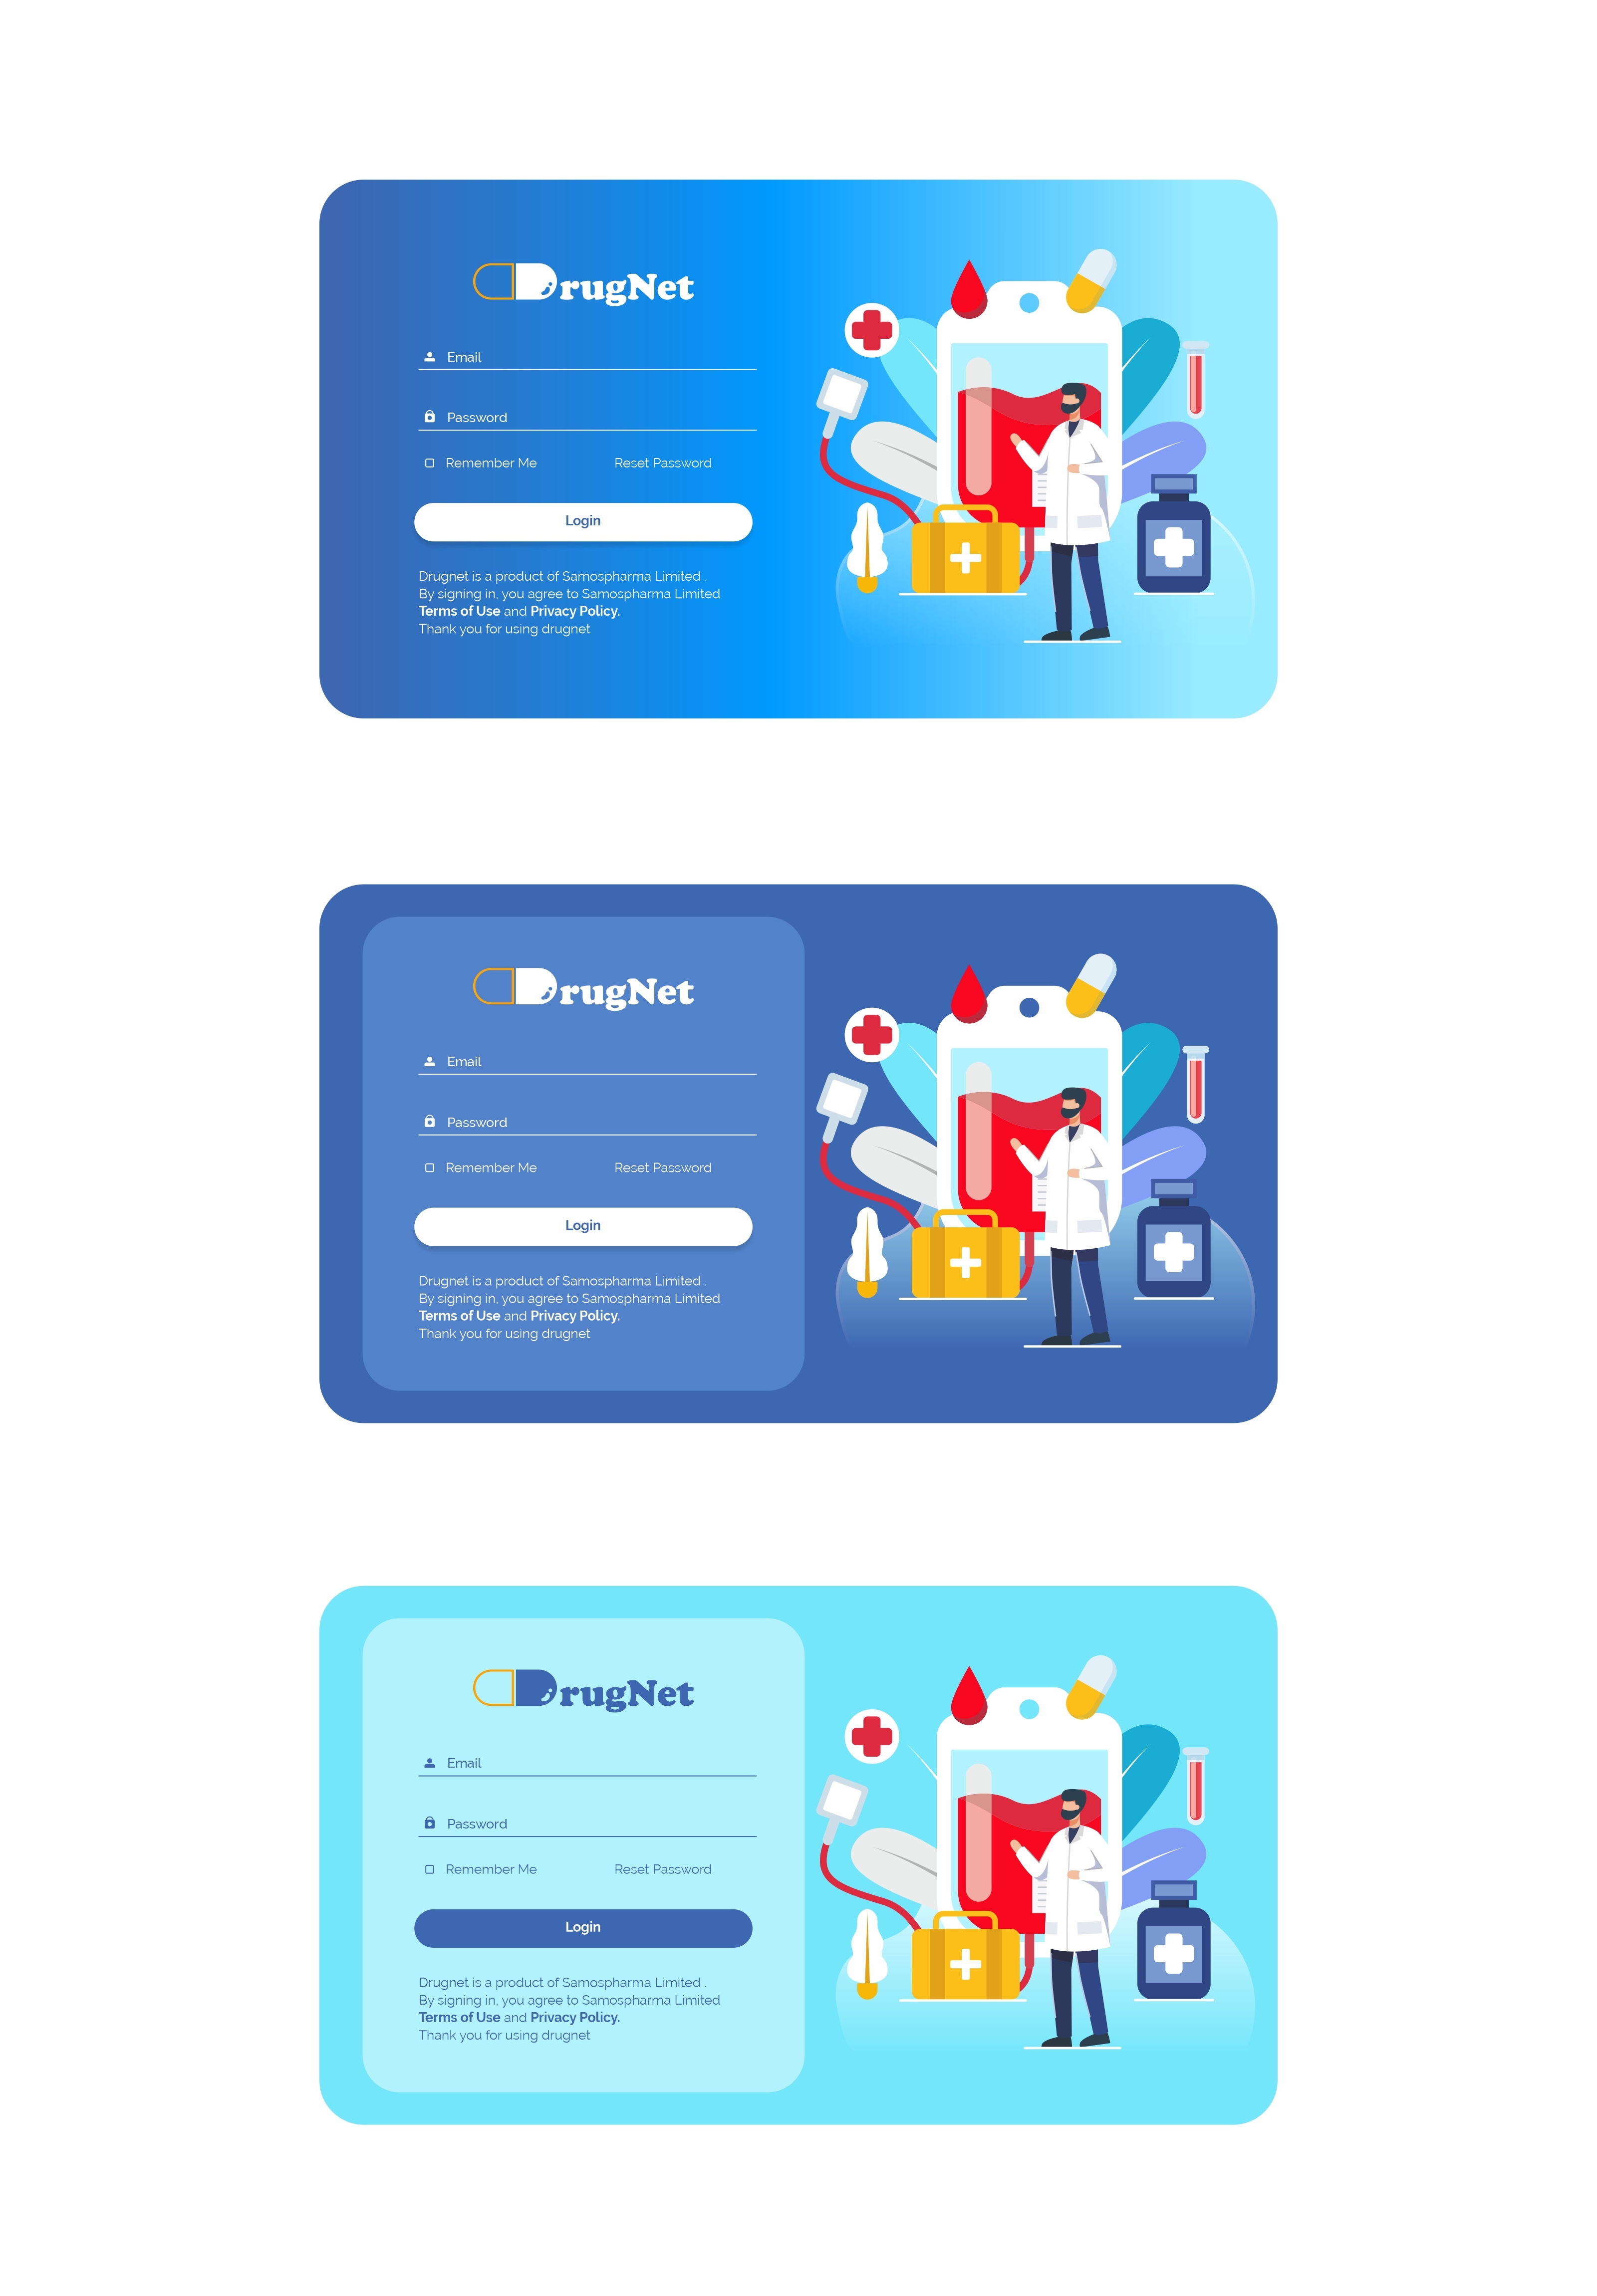 DrugNet
Email
Password
Remember Me Reset Password
Login
Drugnet is a product of Samospharma Limited .
By signing in, you agree to Samospharma Limited
Terms of Use and Privacy Policy.
Thank you for using drugnet
DrugNet
Email
Password
Remember Me Reset Password
Login
Drugnet is a product of Samospharma Limited .
By signing in, you agree to Samospharma Limited
Terms of Use and Privacy Policy.
Thank you for using drugnet
DrugNet
Email
Password
Remember Me Reset Password
Login
Drugnet is a product of Samospharma Limited .
By signing in, you agree to Samospharma Limited
Terms of Use and Privacy Policy.
Thank you for using drugnet